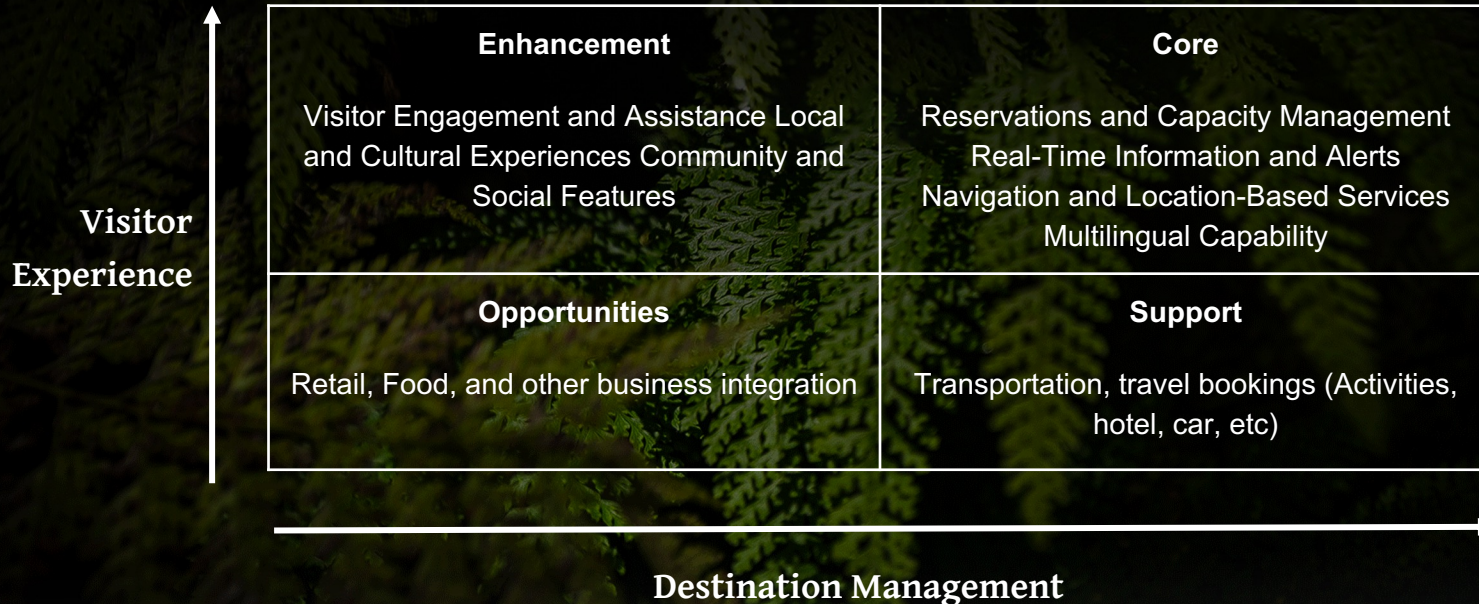 Enhancement
Visitor Engagement and Assistance Local
and Cultural Experiences Community and
Social Features
Core
Reservations and Capacity Management
Real-Time Information and Alerts
Navigation and Location-Based Services
Multilingual Capability
Visitor
Experience
Opportunities
Retail, Food, and other business integration
Support
Transportation, travel bookings (Activities,
hotel, car, etc)
Destination Management